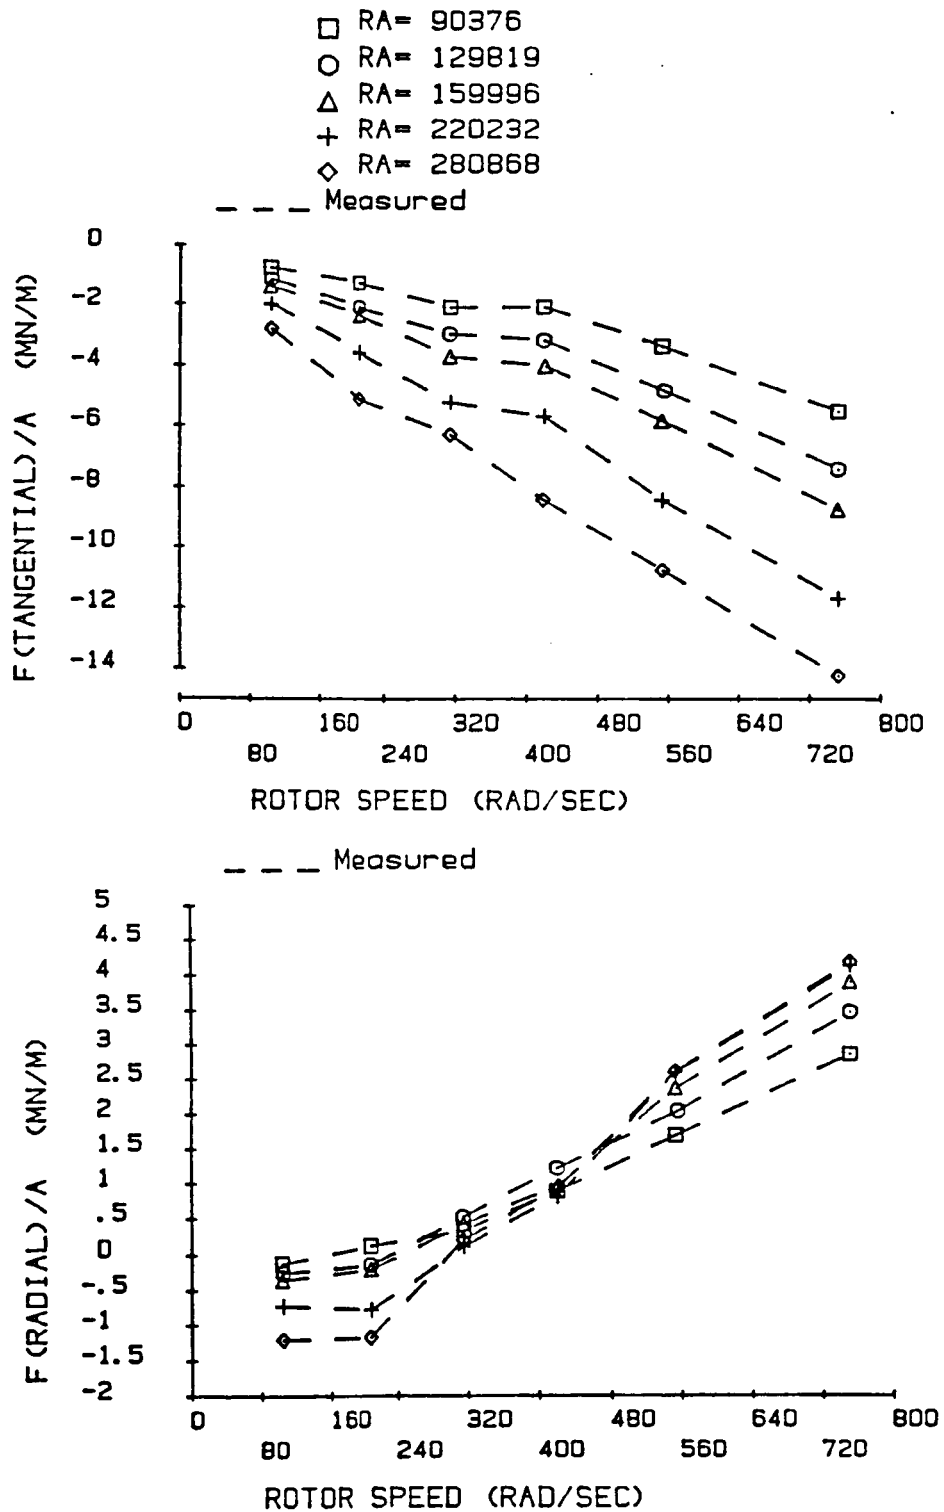 RA= 90376
RA= 129819
RA= 159996
RA= 220232
RA= 280868
Measured
F(TANGENTIAL)/A (MN/M)
0
-2
-4
-6
-8
-10
-12
-14
0 160 320 480 640 800
80 240 400 560 720
ROTOR SPEED (RAD/SEC)
Measured
F(RADIAL)/A (MN/M)
5
4.5
4
3.5
3
2.5
2
1.5
1
.5
0
-.5
-1
-1.5
-2
0 160 320 480 640 800
80 240 400 560 720
ROTOR SPEED (RAD/SEC)